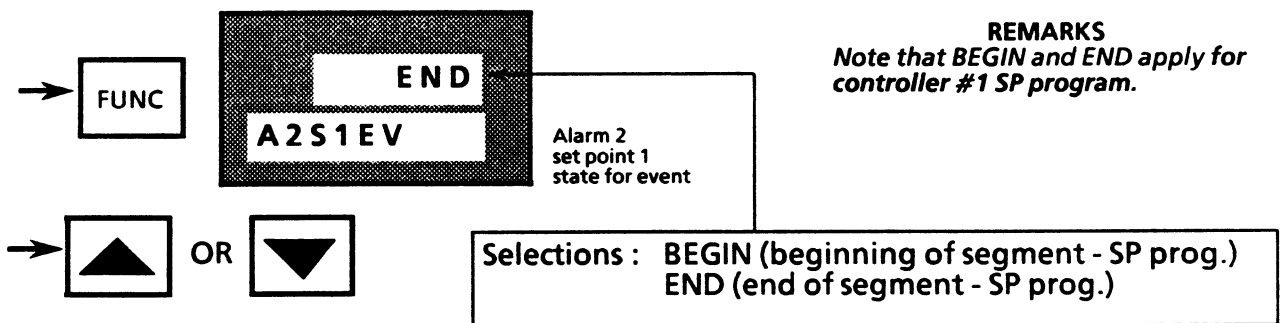 REMARKS
Note that BEGIN and END apply for
controller #1 SP program.
FUNC
END
A2S1EV
Alarm 2
set point 1
state for event
OR
Selections : BEGIN (beginning of segment - SP prog.)
END (end of segment - SP prog.)